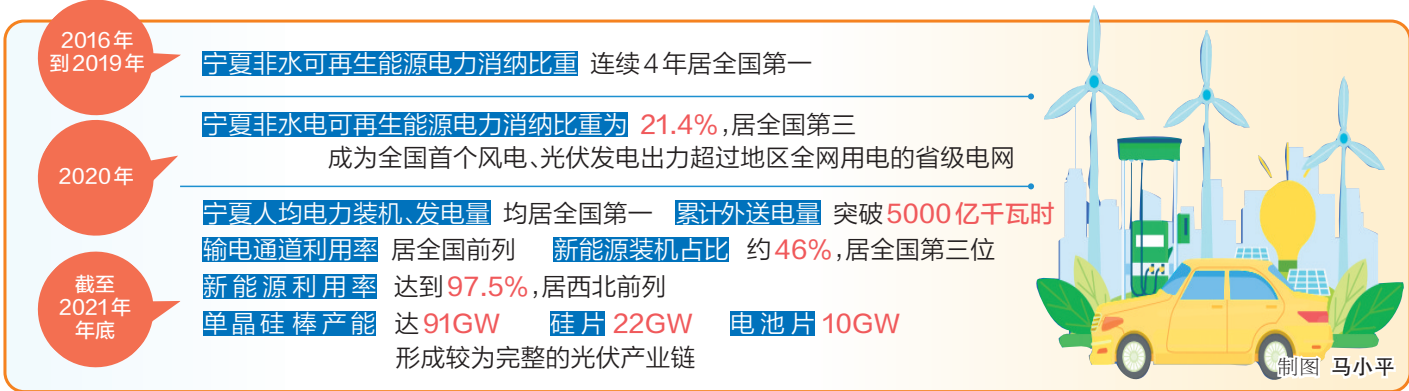 2016年
到2019年
宁夏非水可再生能源电力消纳比重 连续4年居全国第一
2020年
宁夏非水电可再生能源电力消纳比重为 21.4%,居全国第三
成为全国首个风电、光伏发电出力超过地区全网用电的省级电网
截至
2021年
年底
宁夏人均电力装机、发电量 均居全国第一 累计外送电量 突破5000亿千瓦时
输电通道利用率 居全国前列 新能源装机占比 约46%,居全国第三位
新能源利用率 达到97.5%,居西北前列
单晶硅棒产能 达91GW 硅片 22GW 电池片 10GW
形成较为完整的光伏产业链
制图 马小平